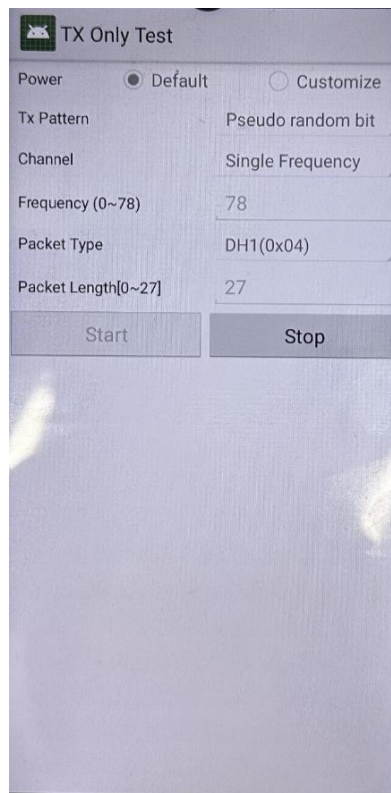 TX Only Test
Power Default Customize
Tx Pattern Pseudo random bit
Channel Single Frequency
Frequency (0~78) 78
Packet Type DH1(0x04)
Packet Length[0~27] 27
Start Stop